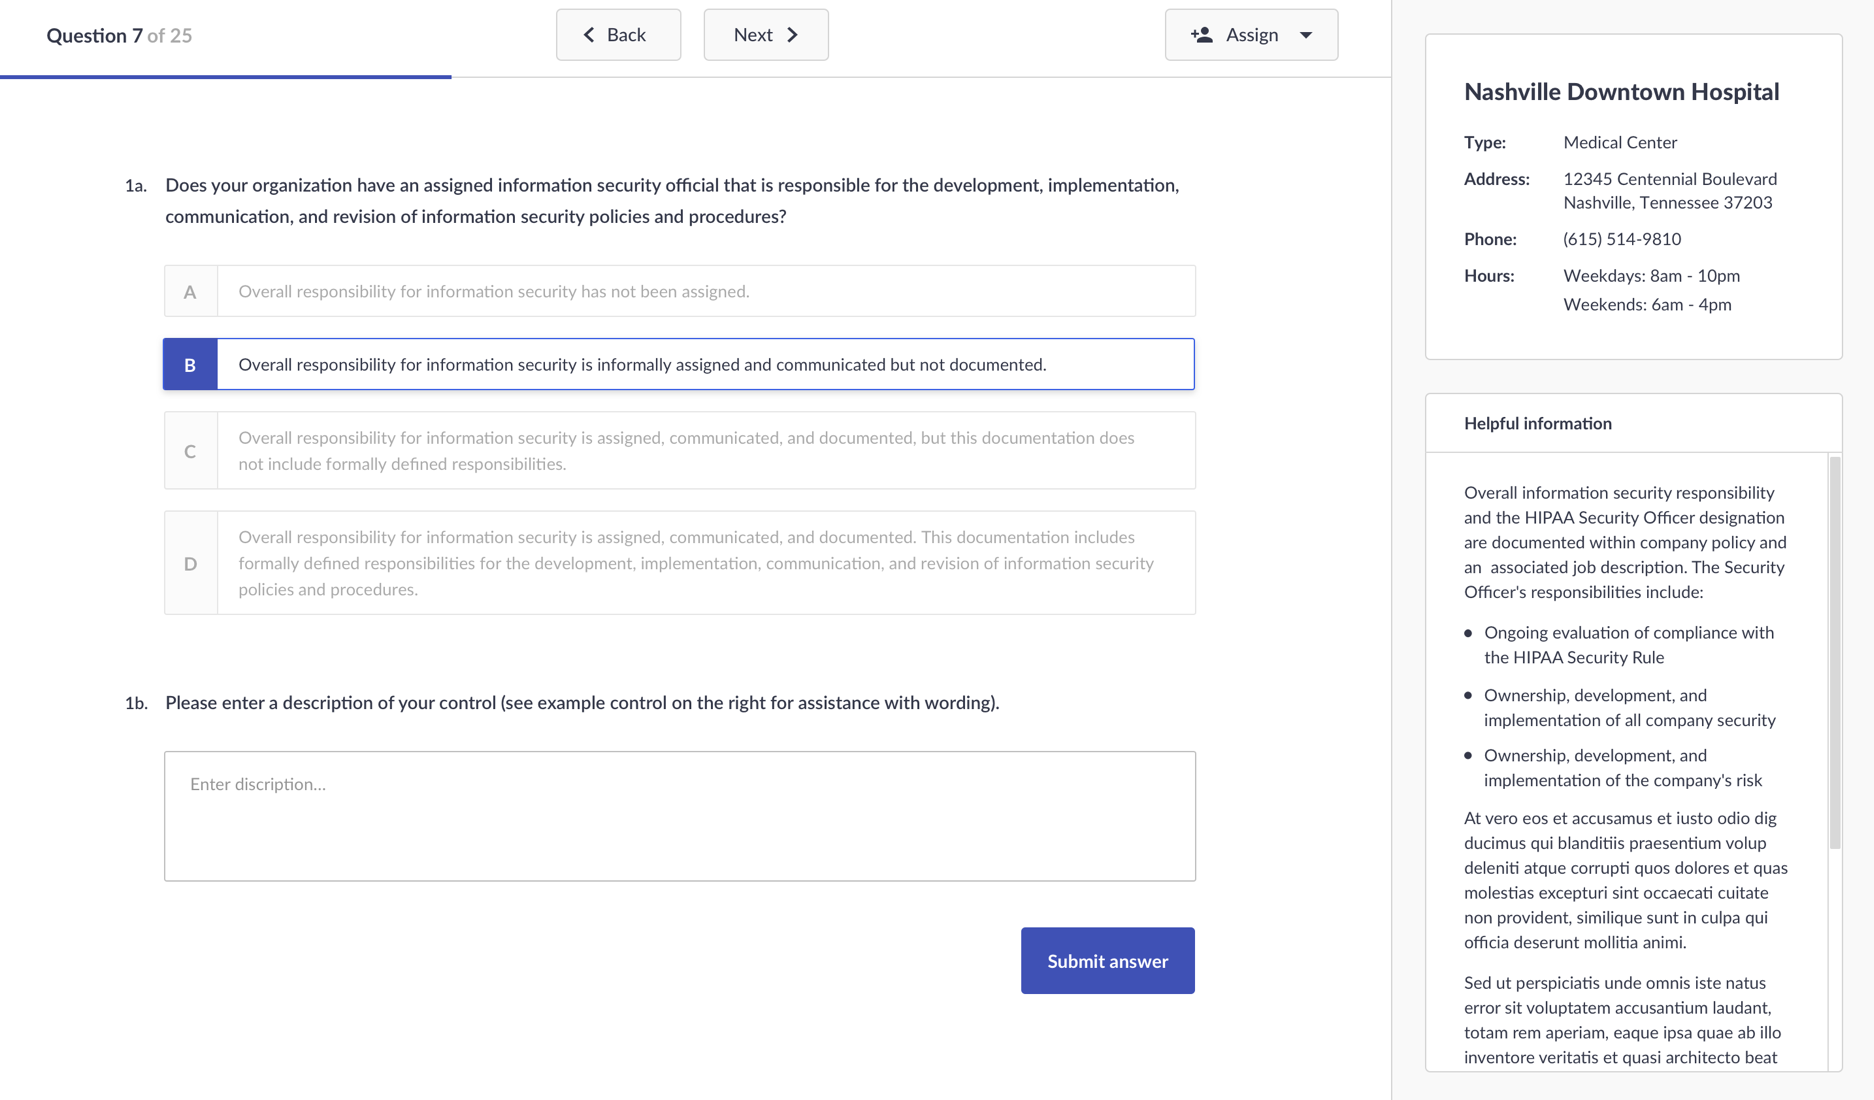 Question 7 of 25
Back
Next
Assign
1a. Does your organization have an assigned information security official that is responsible for the development, implementation,
communication, and revision of information security policies and procedures?
A Overall responsibility for information security has not been assigned.
B Overall responsibility for information security is informally assigned and communicated but not documented.
C Overall responsibility for information security is assigned, communicated, and documented, but this documentation does
not include formally defined responsibilities.
D Overall responsibility for information security is assigned, communicated, and documented. This documentation includes
formally defined responsibilities for the development, implementation, communication, and revision of information security
policies and procedures.
1b. Please enter a description of your control (see example control on the right for assistance with wording).
Enter discription...
Submit answer
Nashville Downtown Hospital
Type: Medical Center
Address: 12345 Centennial Boulevard
Nashville, Tennessee 37203
Phone: (615) 514-9810
Hours: Weekdays: 8am - 10pm
Weekends: 6am - 4pm
Helpful information
Overall information security responsibility
and the HIPAA Security Officer designation
are documented within company policy and
an associated job description. The Security
Officer's responsibilities include:
• Ongoing evaluation of compliance with
the HIPAA Security Rule
• Ownership, development, and
implementation of all company security
• Ownership, development, and
implementation of the company's risk
At vero eos et accusamus et iusto odio dig
ducimus qui blanditiis praesentium volup
deleniti atque corrupti quos dolores et quas
molestias excepturi sint occaecati cuitate
non provident, similique sunt in culpa qui
officia deserunt mollitia animi.
Sed ut perspiciatis unde omnis iste natus
error sit voluptatem accusantium laudant,
totam rem aperiam, eaque ipsa quae ab illo
inventore veritatis et quasi architecto beat